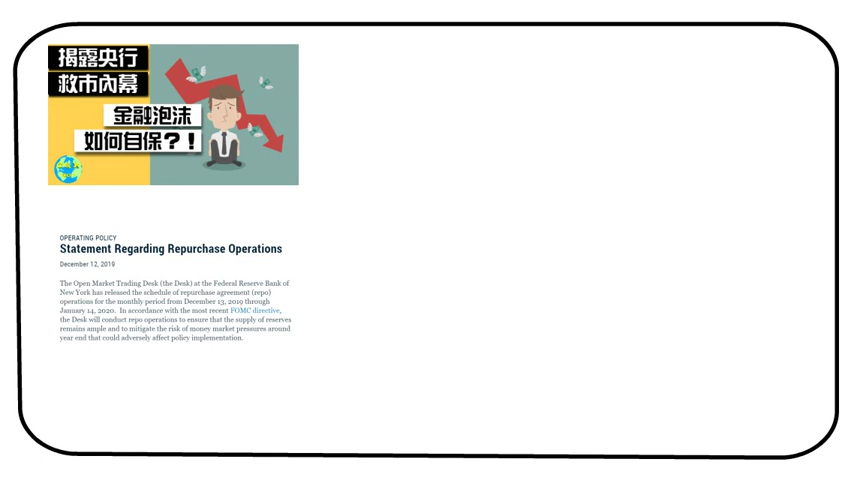 揭露央行
救市內幕
金融泡沫
如何自保?!
OPERATING POLICY
Statement Regarding Repurchase Operations
December 12, 2019
The Open Market Trading Desk (the Desk) at the Federal Reserve Bank of
New York has released the schedule of repurchase agreement (repo)
operations for the monthly period from December 13, 2019 through
January 14, 2020.  In accordance with the most recent FOMC directive,
the Desk will conduct repo operations to ensure that the supply of reserves
remains ample and to mitigate the risk of money market pressures around
year end that could adversely affect policy implementation.